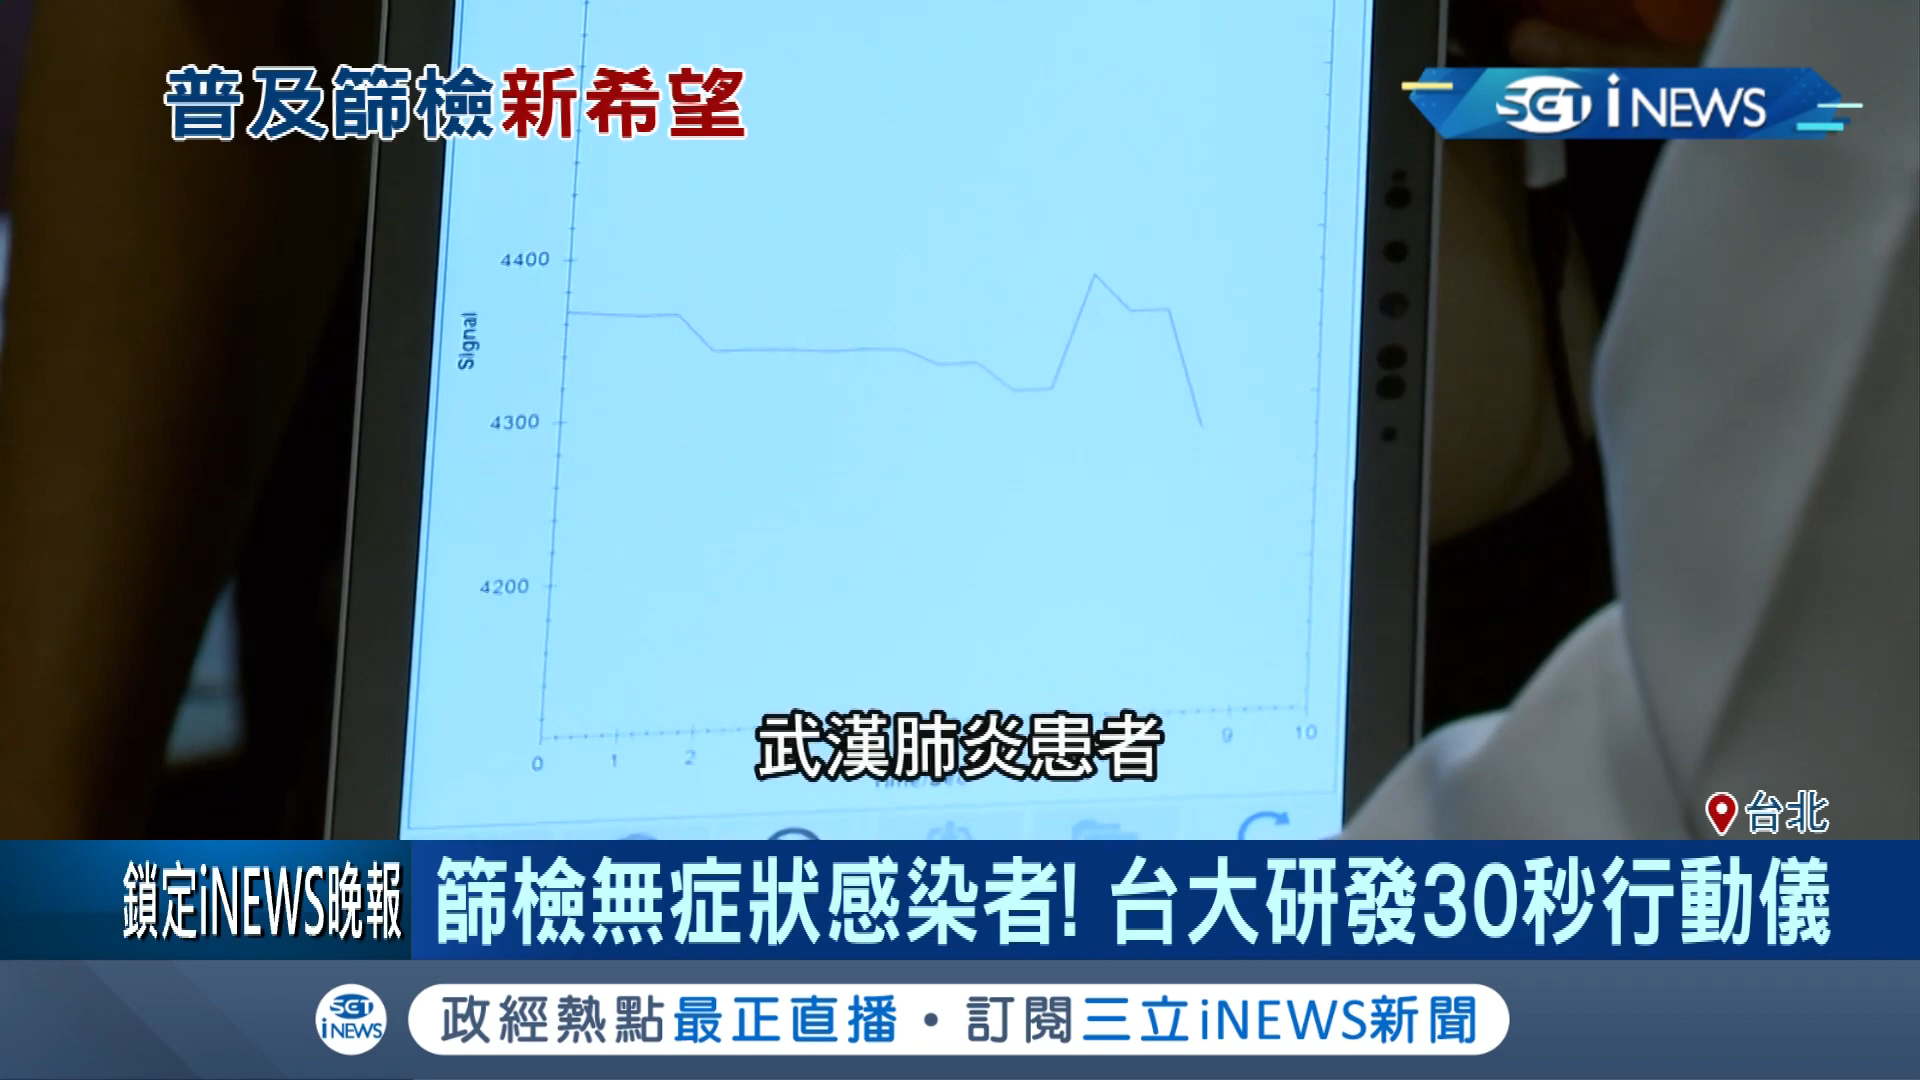 普及篩檢新希望
SET iNEWS
4400
Signal
4300
4200
0 1 2 9 10
武漢肺炎患者
台北
鎖定iNEWS晚報
篩檢無症狀感染者! 台大研發30秒行動儀
SET iNEWS
政經熱點最正直播・訂閱三立iNEWS新聞